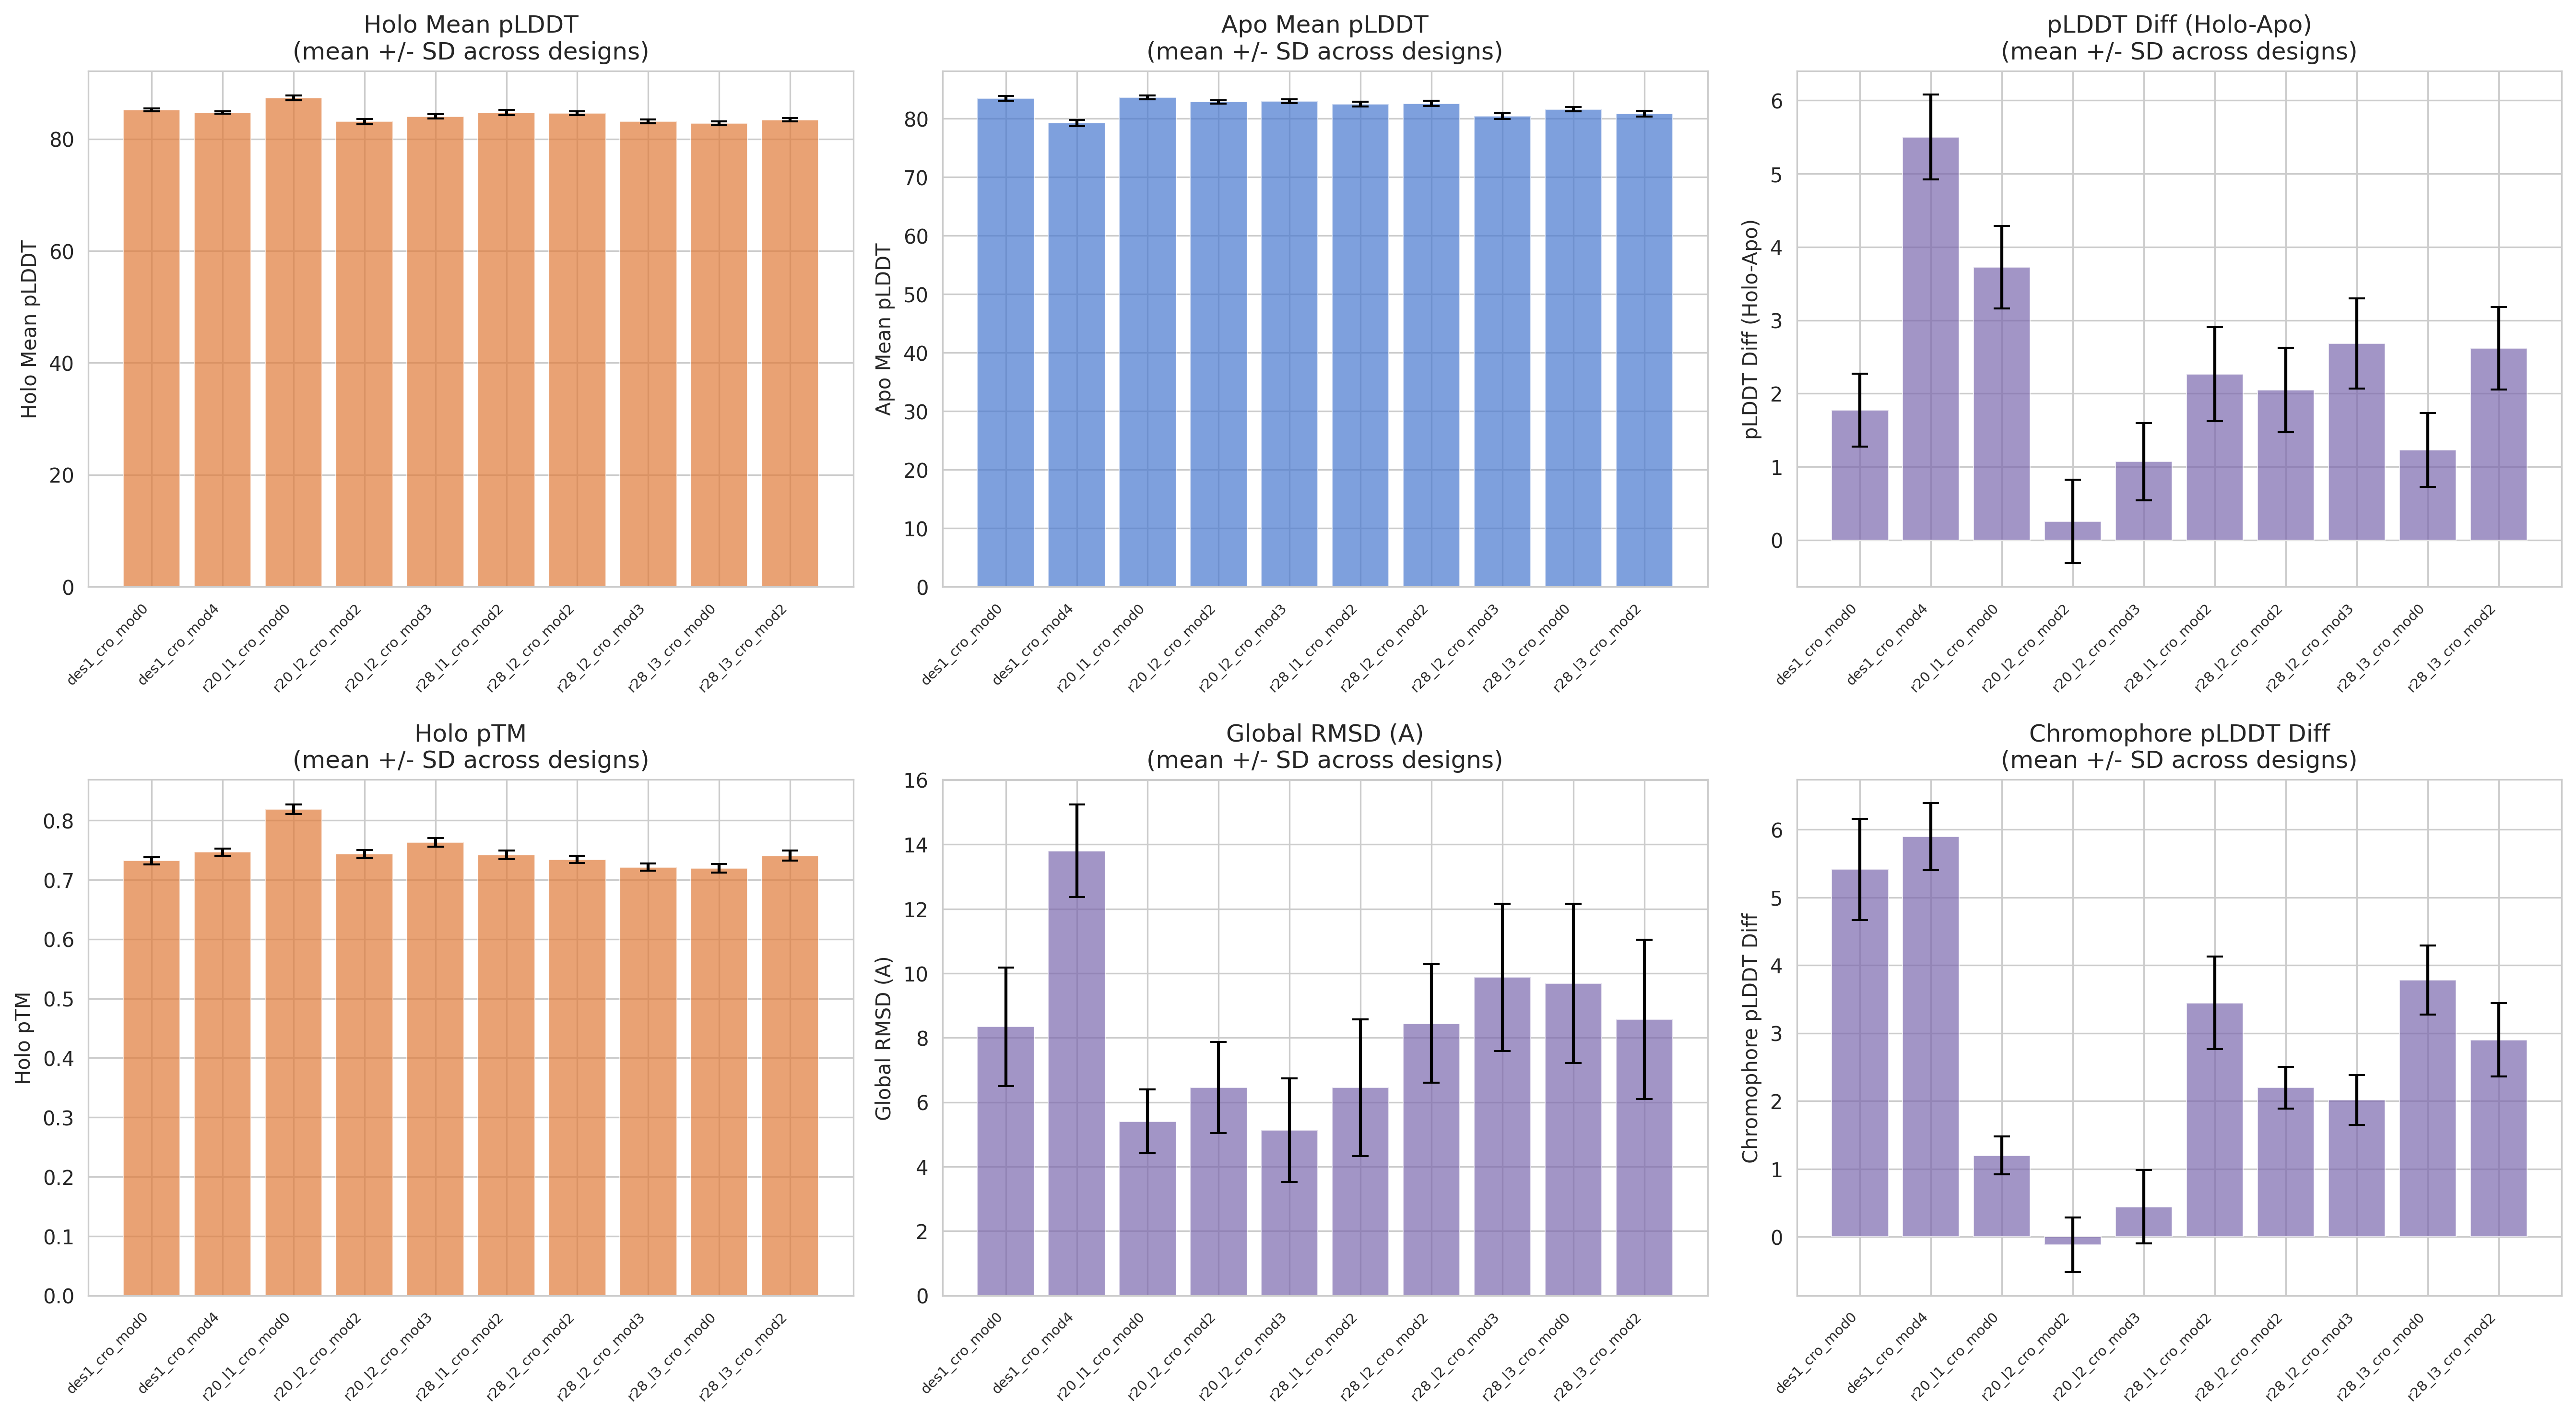 Holo Mean pLDDT
(mean +/- SD across designs)
Holo Mean pLDDT
80
60
40
20
0
des1_cro_mod0
des1_cro_mod4
r20_l1_cro_mod0
r20_l2_cro_mod2
r20_l2_cro_mod3
r28_l1_cro_mod2
r28_l2_cro_mod2
r28_l2_cro_mod3
r28_l3_cro_mod0
r28_l3_cro_mod2
Apo Mean pLDDT
(mean +/- SD across designs)
Apo Mean pLDDT
80
70
60
50
40
30
20
10
0
des1_cro_mod0
des1_cro_mod4
r20_l1_cro_mod0
r20_l2_cro_mod2
r20_l2_cro_mod3
r28_l1_cro_mod2
r28_l2_cro_mod2
r28_l2_cro_mod3
r28_l3_cro_mod0
r28_l3_cro_mod2
pLDDT Diff (Holo-Apo)
(mean +/- SD across designs)
pLDDT Diff (Holo-Apo)
6
5
4
3
2
1
0
des1_cro_mod0
des1_cro_mod4
r20_l1_cro_mod0
r20_l2_cro_mod2
r20_l2_cro_mod3
r28_l1_cro_mod2
r28_l2_cro_mod2
r28_l2_cro_mod3
r28_l3_cro_mod0
r28_l3_cro_mod2
Holo pTM
(mean +/- SD across designs)
Holo pTM
0.8
0.7
0.6
0.5
0.4
0.3
0.2
0.1
0.0
des1_cro_mod0
des1_cro_mod4
r20_l1_cro_mod0
r20_l2_cro_mod2
r20_l2_cro_mod3
r28_l1_cro_mod2
r28_l2_cro_mod2
r28_l2_cro_mod3
r28_l3_cro_mod0
r28_l3_cro_mod2
Global RMSD (A)
(mean +/- SD across designs)
Global RMSD (A)
16
14
12
10
8
6
4
2
0
des1_cro_mod0
des1_cro_mod4
r20_l1_cro_mod0
r20_l2_cro_mod2
r20_l2_cro_mod3
r28_l1_cro_mod2
r28_l2_cro_mod2
r28_l2_cro_mod3
r28_l3_cro_mod0
r28_l3_cro_mod2
Chromophore pLDDT Diff
(mean +/- SD across designs)
Chromophore pLDDT Diff
6
5
4
3
2
1
0
des1_cro_mod0
des1_cro_mod4
r20_l1_cro_mod0
r20_l2_cro_mod2
r20_l2_cro_mod3
r28_l1_cro_mod2
r28_l2_cro_mod2
r28_l2_cro_mod3
r28_l3_cro_mod0
r28_l3_cro_mod2